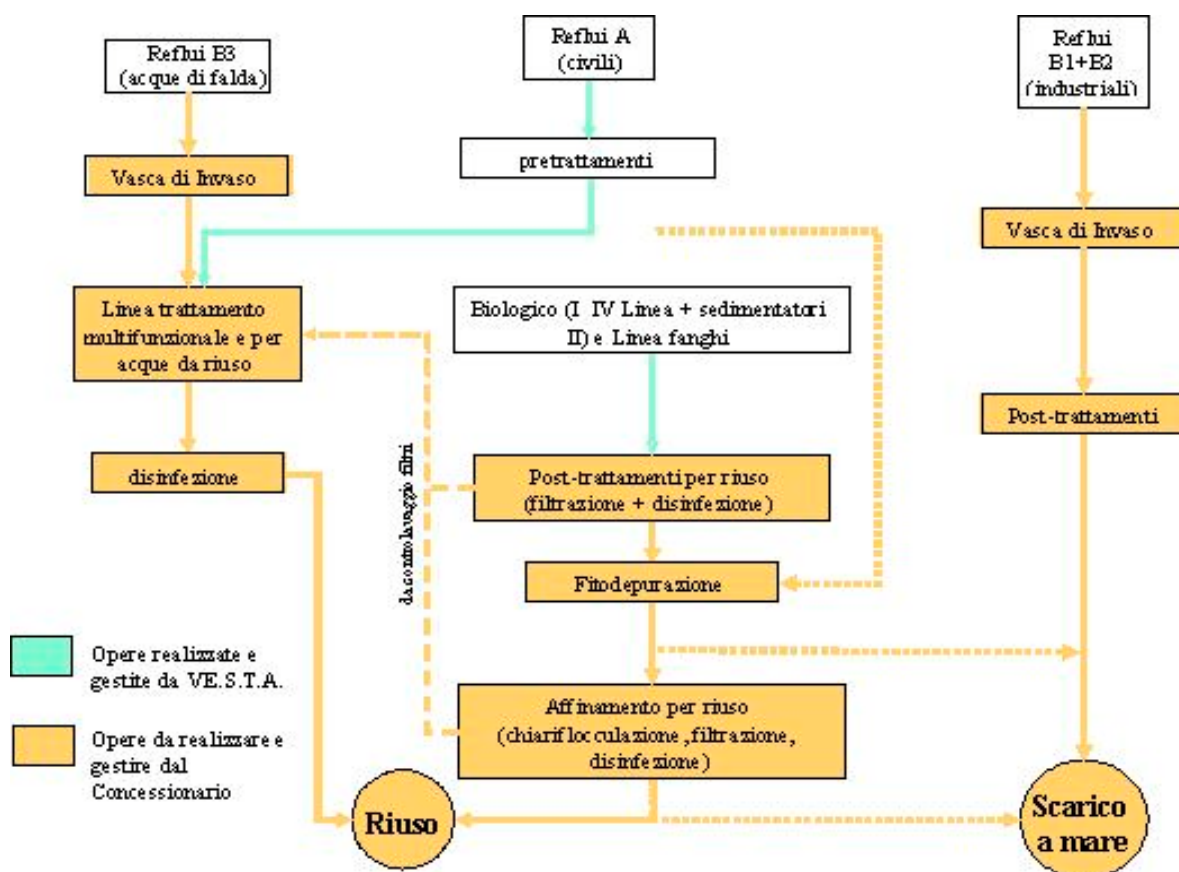 Reflui B3
(acque di falda)
Reflui A
(civili)
Reflui
B1+B2
(industriali)
pretrattamenti
Vasca di Invaso
Vasca di Invaso
Linea trattamento
multifunzionale e per
acque da riuso
Biologico (I IV Linea + sedimentatori
II) e Linea fanghi
Post-trattamenti
disinfezione
da controlavaggio filtri
Post-trattamenti per riuso
(filtrazione + disinfezione)
Fitodepurazione
Opere realizzate e
gestite da VE.S.T.A.
Affinamento per riuso
(chiariflocculazione, filtrazione,
disinfezione)
Opere da realizzare e
gestire dal
Concessionario
Riuso
Scarico
a mare